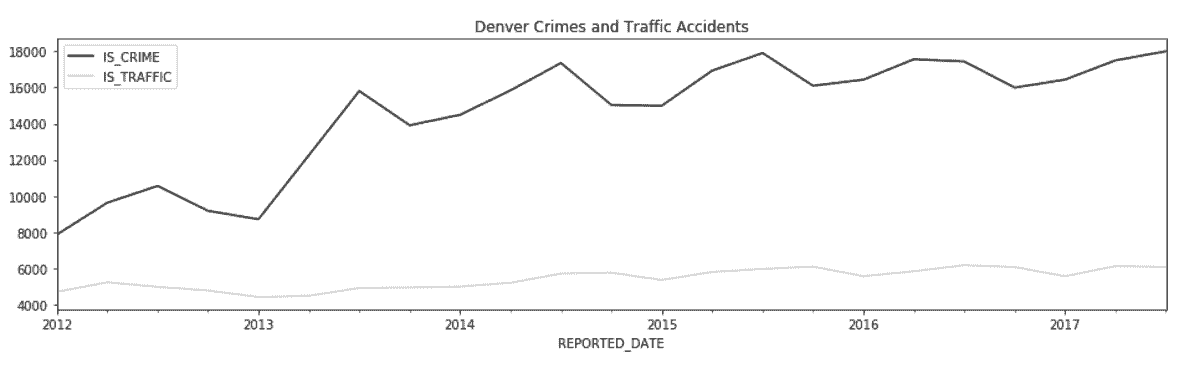 Denver Crimes and Traffic Accidents
IS_CRIME
IS_TRAFFIC
18000
16000
14000
12000
10000
8000
6000
4000
2012 2013 2014 2015 2016 2017
REPORTED_DATE